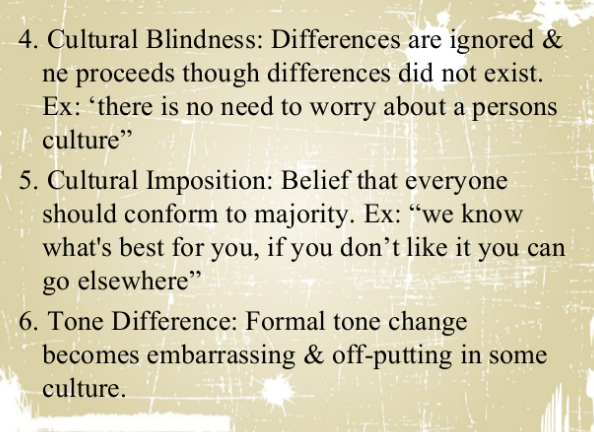 4. Cultural Blindness: Differences are ignored &
ne proceeds though differences did not exist.
Ex: ‘there is no need to worry about a persons
culture”
5. Cultural Imposition: Belief that everyone
should conform to majority. Ex: “we know
what's best for you, if you don’t like it you can
go elsewhere”
6. Tone Difference: Formal tone change
becomes embarrassing & off-putting in some
culture.